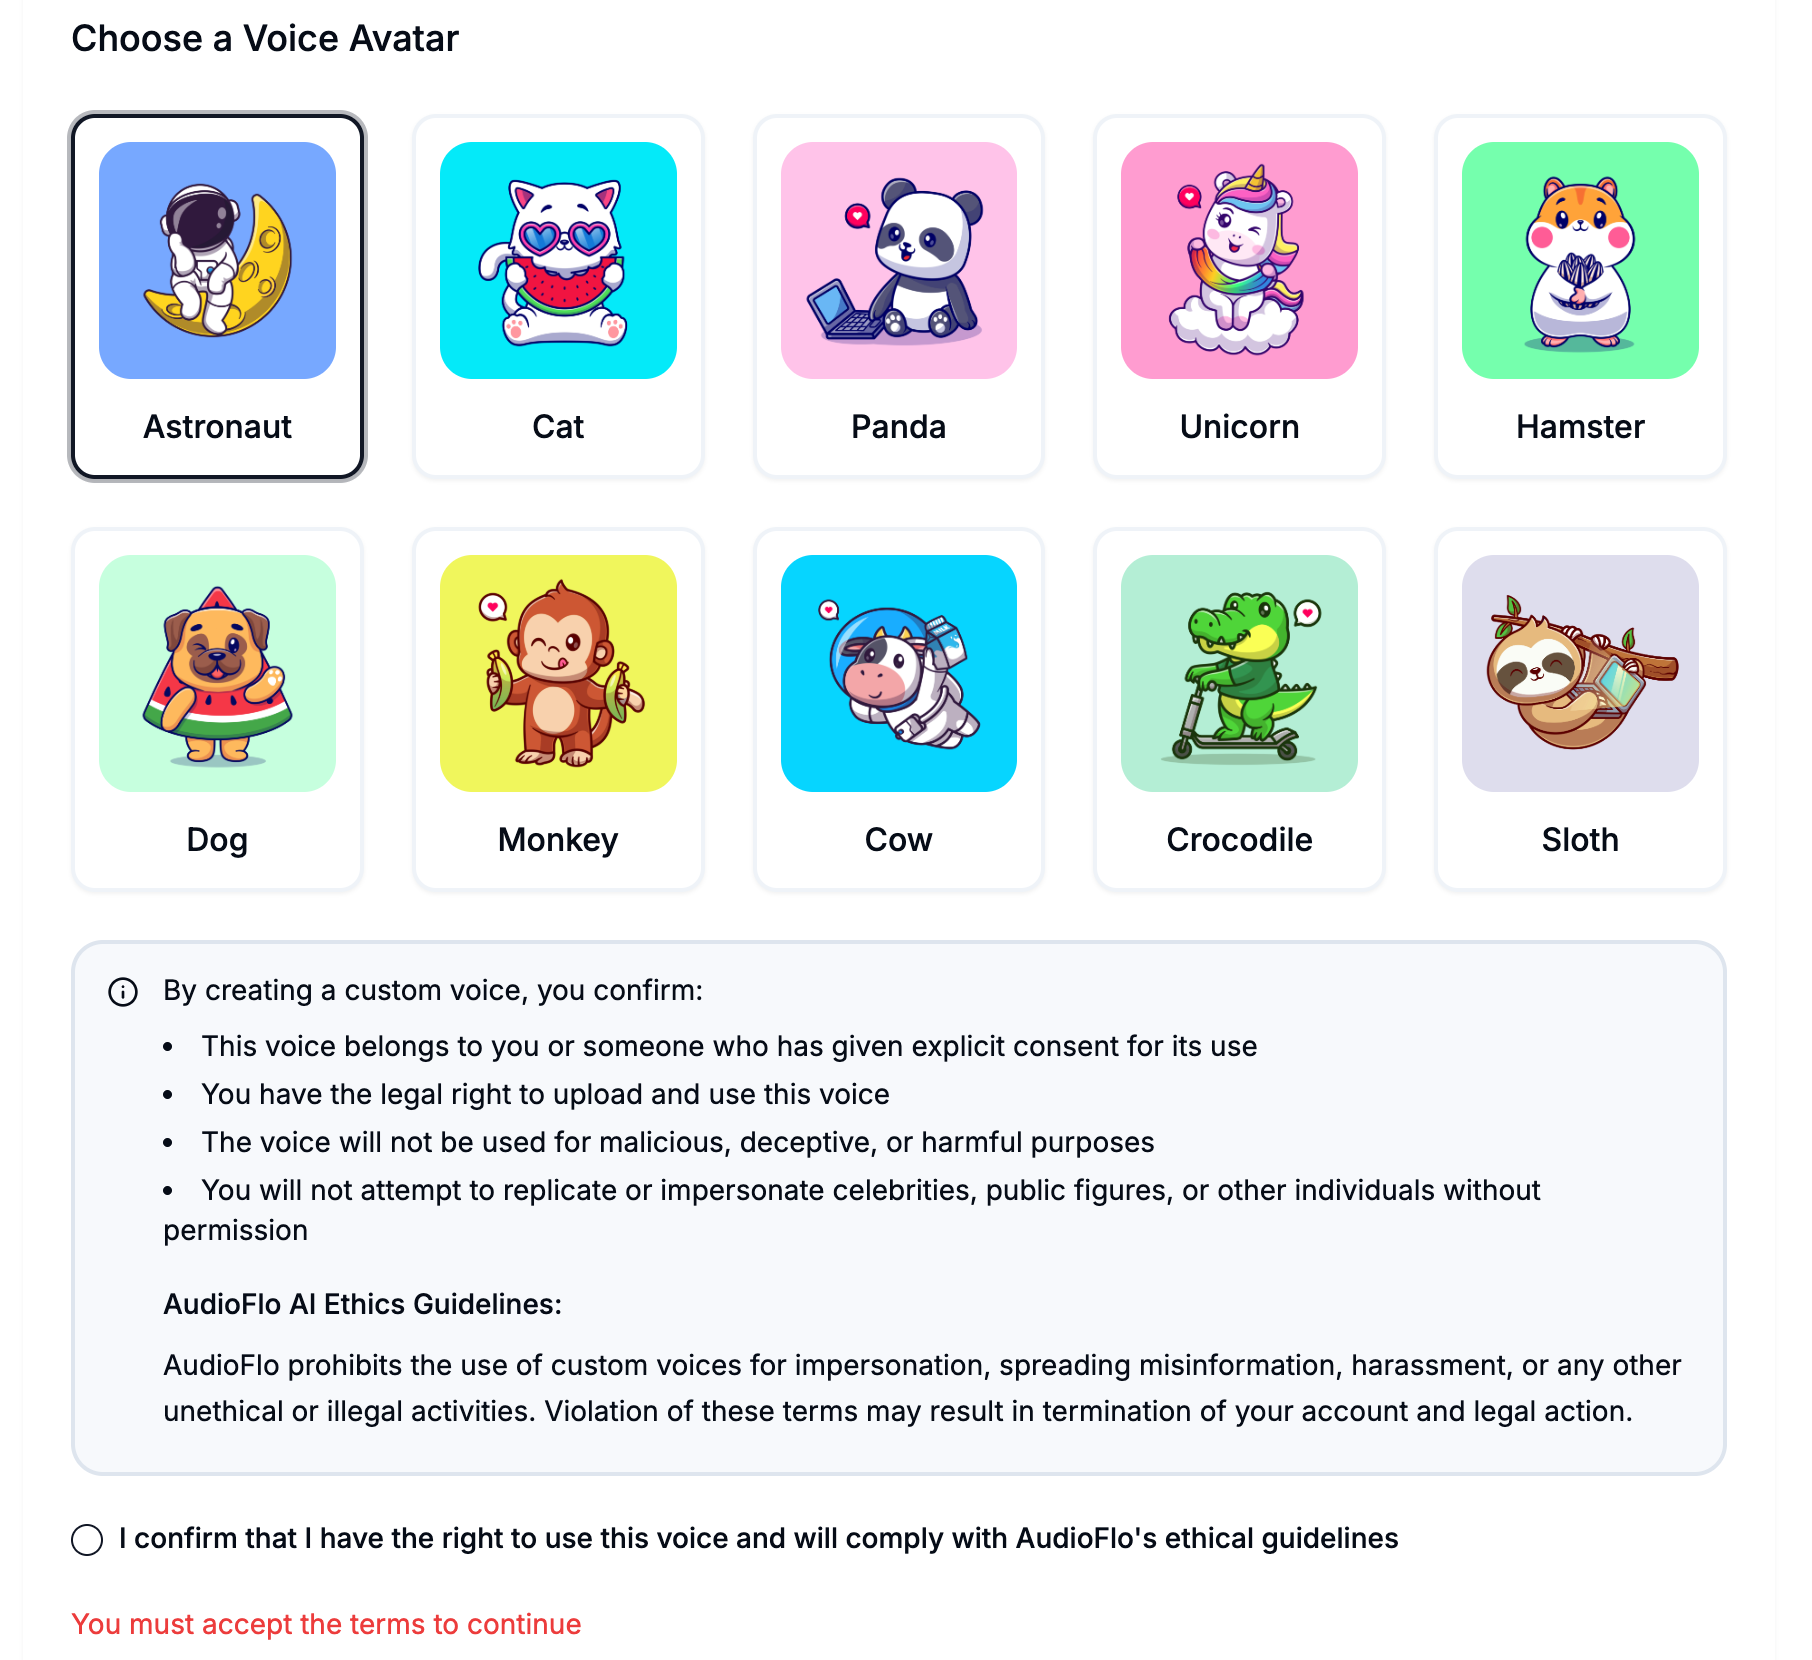 Choose a Voice Avatar
Astronaut
Cat
Panda
Unicorn
Hamster
Dog
Monkey
Cow
Crocodile
Sloth
By creating a custom voice, you confirm:
• This voice belongs to you or someone who has given explicit consent for its use
• You have the legal right to upload and use this voice
• The voice will not be used for malicious, deceptive, or harmful purposes
• You will not attempt to replicate or impersonate celebrities, public figures, or other individuals without
permission
AudioFlo AI Ethics Guidelines:
AudioFlo prohibits the use of custom voices for impersonation, spreading misinformation, harassment, or any other
unethical or illegal activities. Violation of these terms may result in termination of your account and legal action.
I confirm that I have the right to use this voice and will comply with AudioFlo's ethical guidelines
You must accept the terms to continue